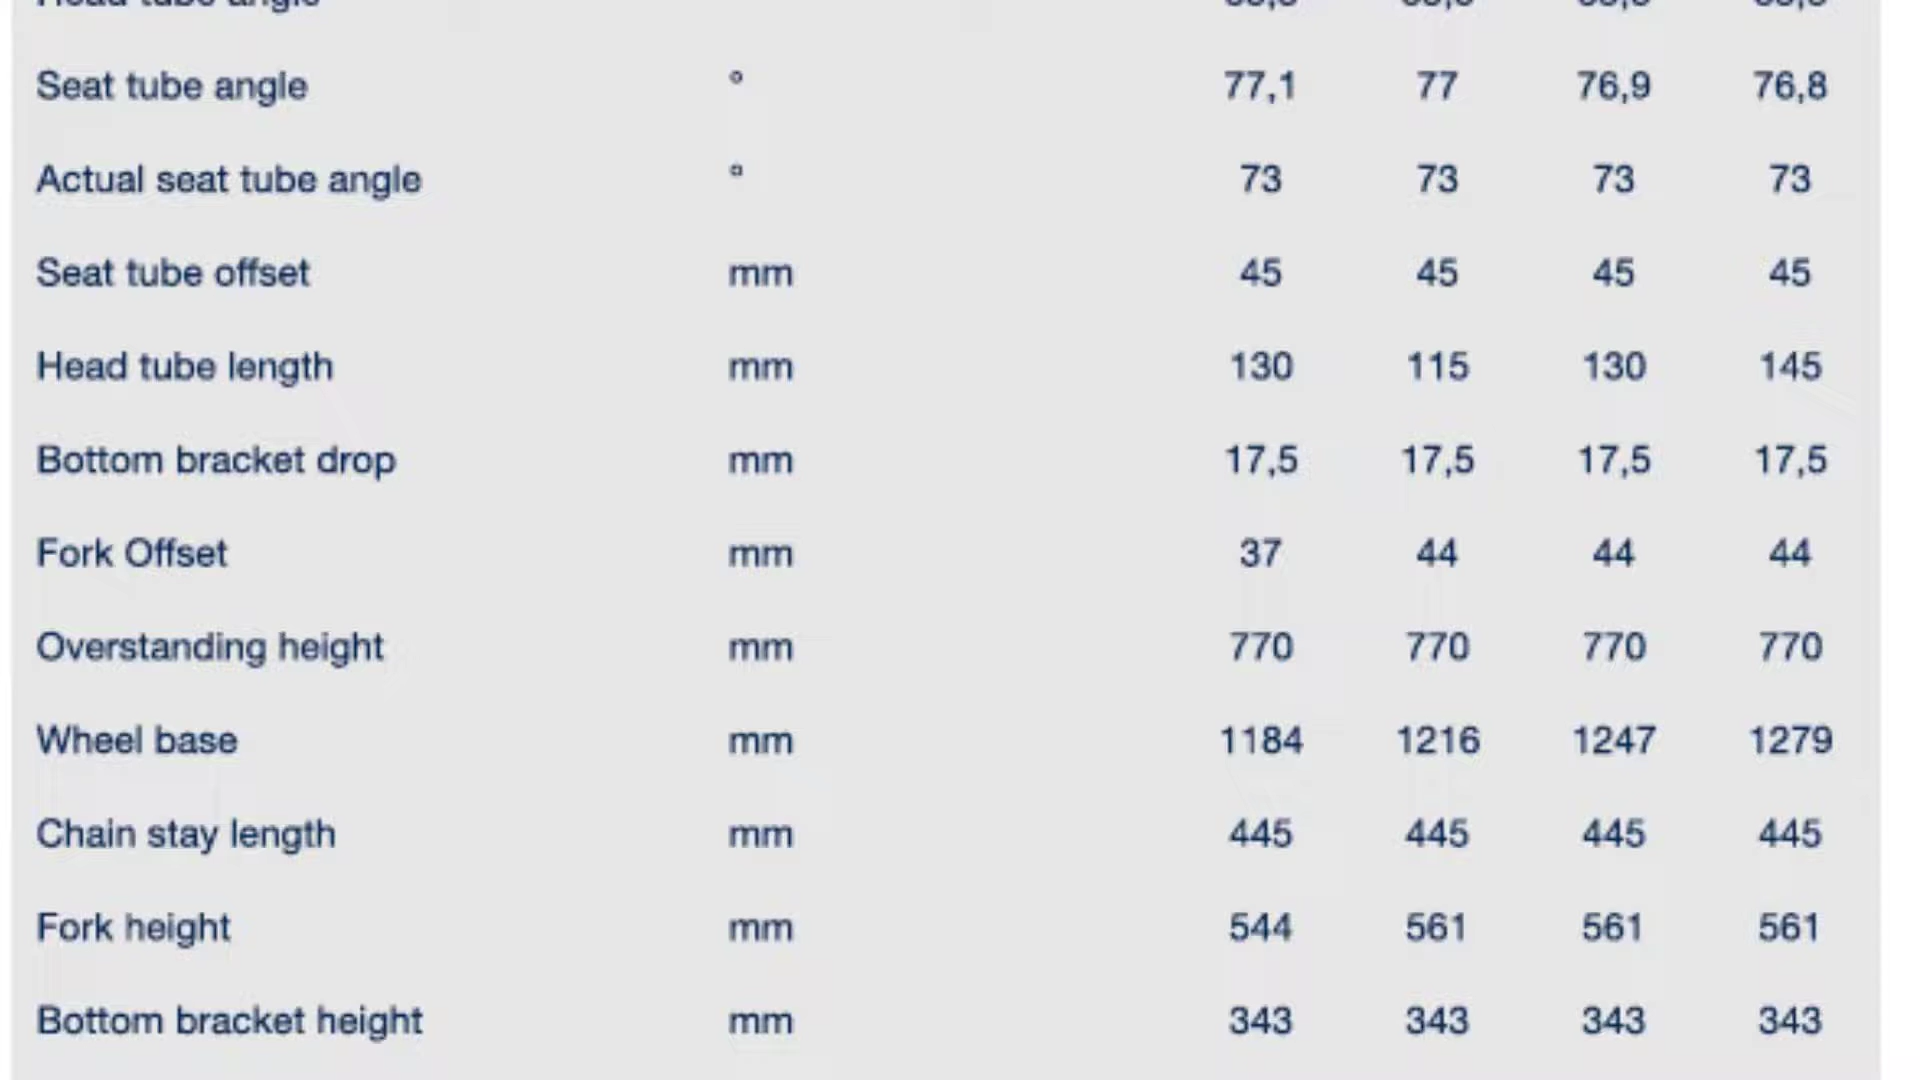 Head tube angle
Seat tube angle ° 77,1 77 76,9 76,8
Actual seat tube angle ° 73 73 73 73
Seat tube offset mm 45 45 45 45
Head tube length mm 130 115 130 145
Bottom bracket drop mm 17,5 17,5 17,5 17,5
Fork Offset mm 37 44 44 44
Overstanding height mm 770 770 770 770
Wheel base mm 1184 1216 1247 1279
Chain stay length mm 445 445 445 445
Fork height mm 544 561 561 561
Bottom bracket height mm 343 343 343 343